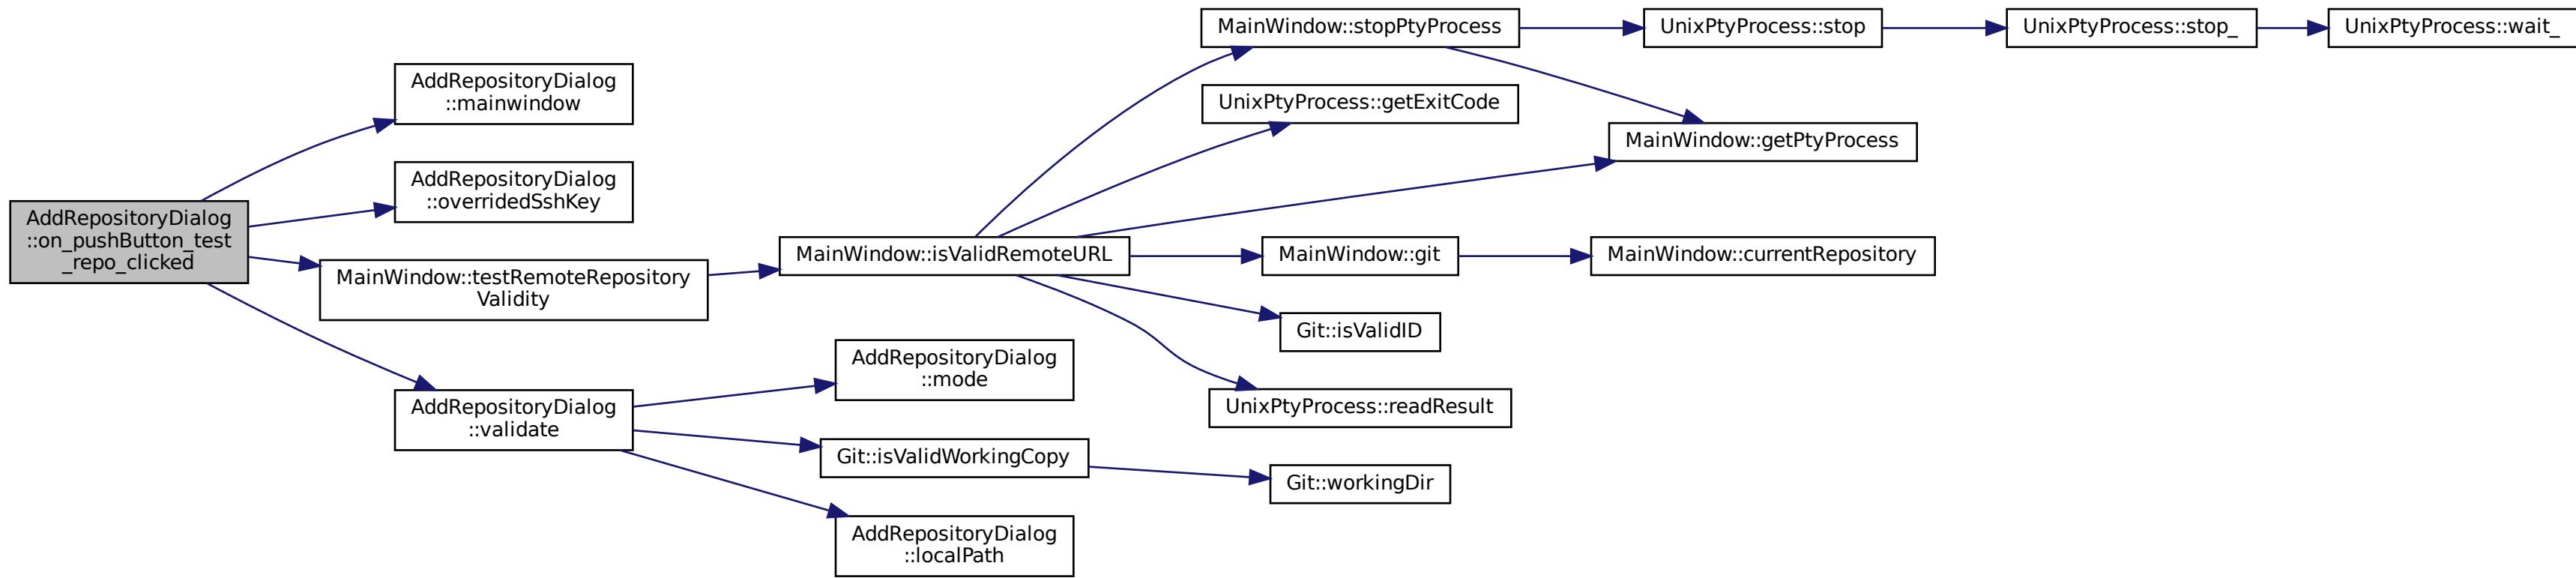 AddRepositoryDialog
::on_pushButton_test
_repo_clicked
AddRepositoryDialog
::mainwindow
AddRepositoryDialog
::overridedSshKey
MainWindow::testRemoteRepository
Validity
AddRepositoryDialog
::validate
MainWindow::isValidRemoteURL
AddRepositoryDialog
::mode
Git::isValidWorkingCopy
AddRepositoryDialog
::localPath
MainWindow::stopPtyProcess
UnixPtyProcess::getExitCode
MainWindow::git
Git::isValidID
UnixPtyProcess::readResult
Git::workingDir
UnixPtyProcess::stop
MainWindow::getPtyProcess
MainWindow::currentRepository
UnixPtyProcess::stop_
UnixPtyProcess::wait_